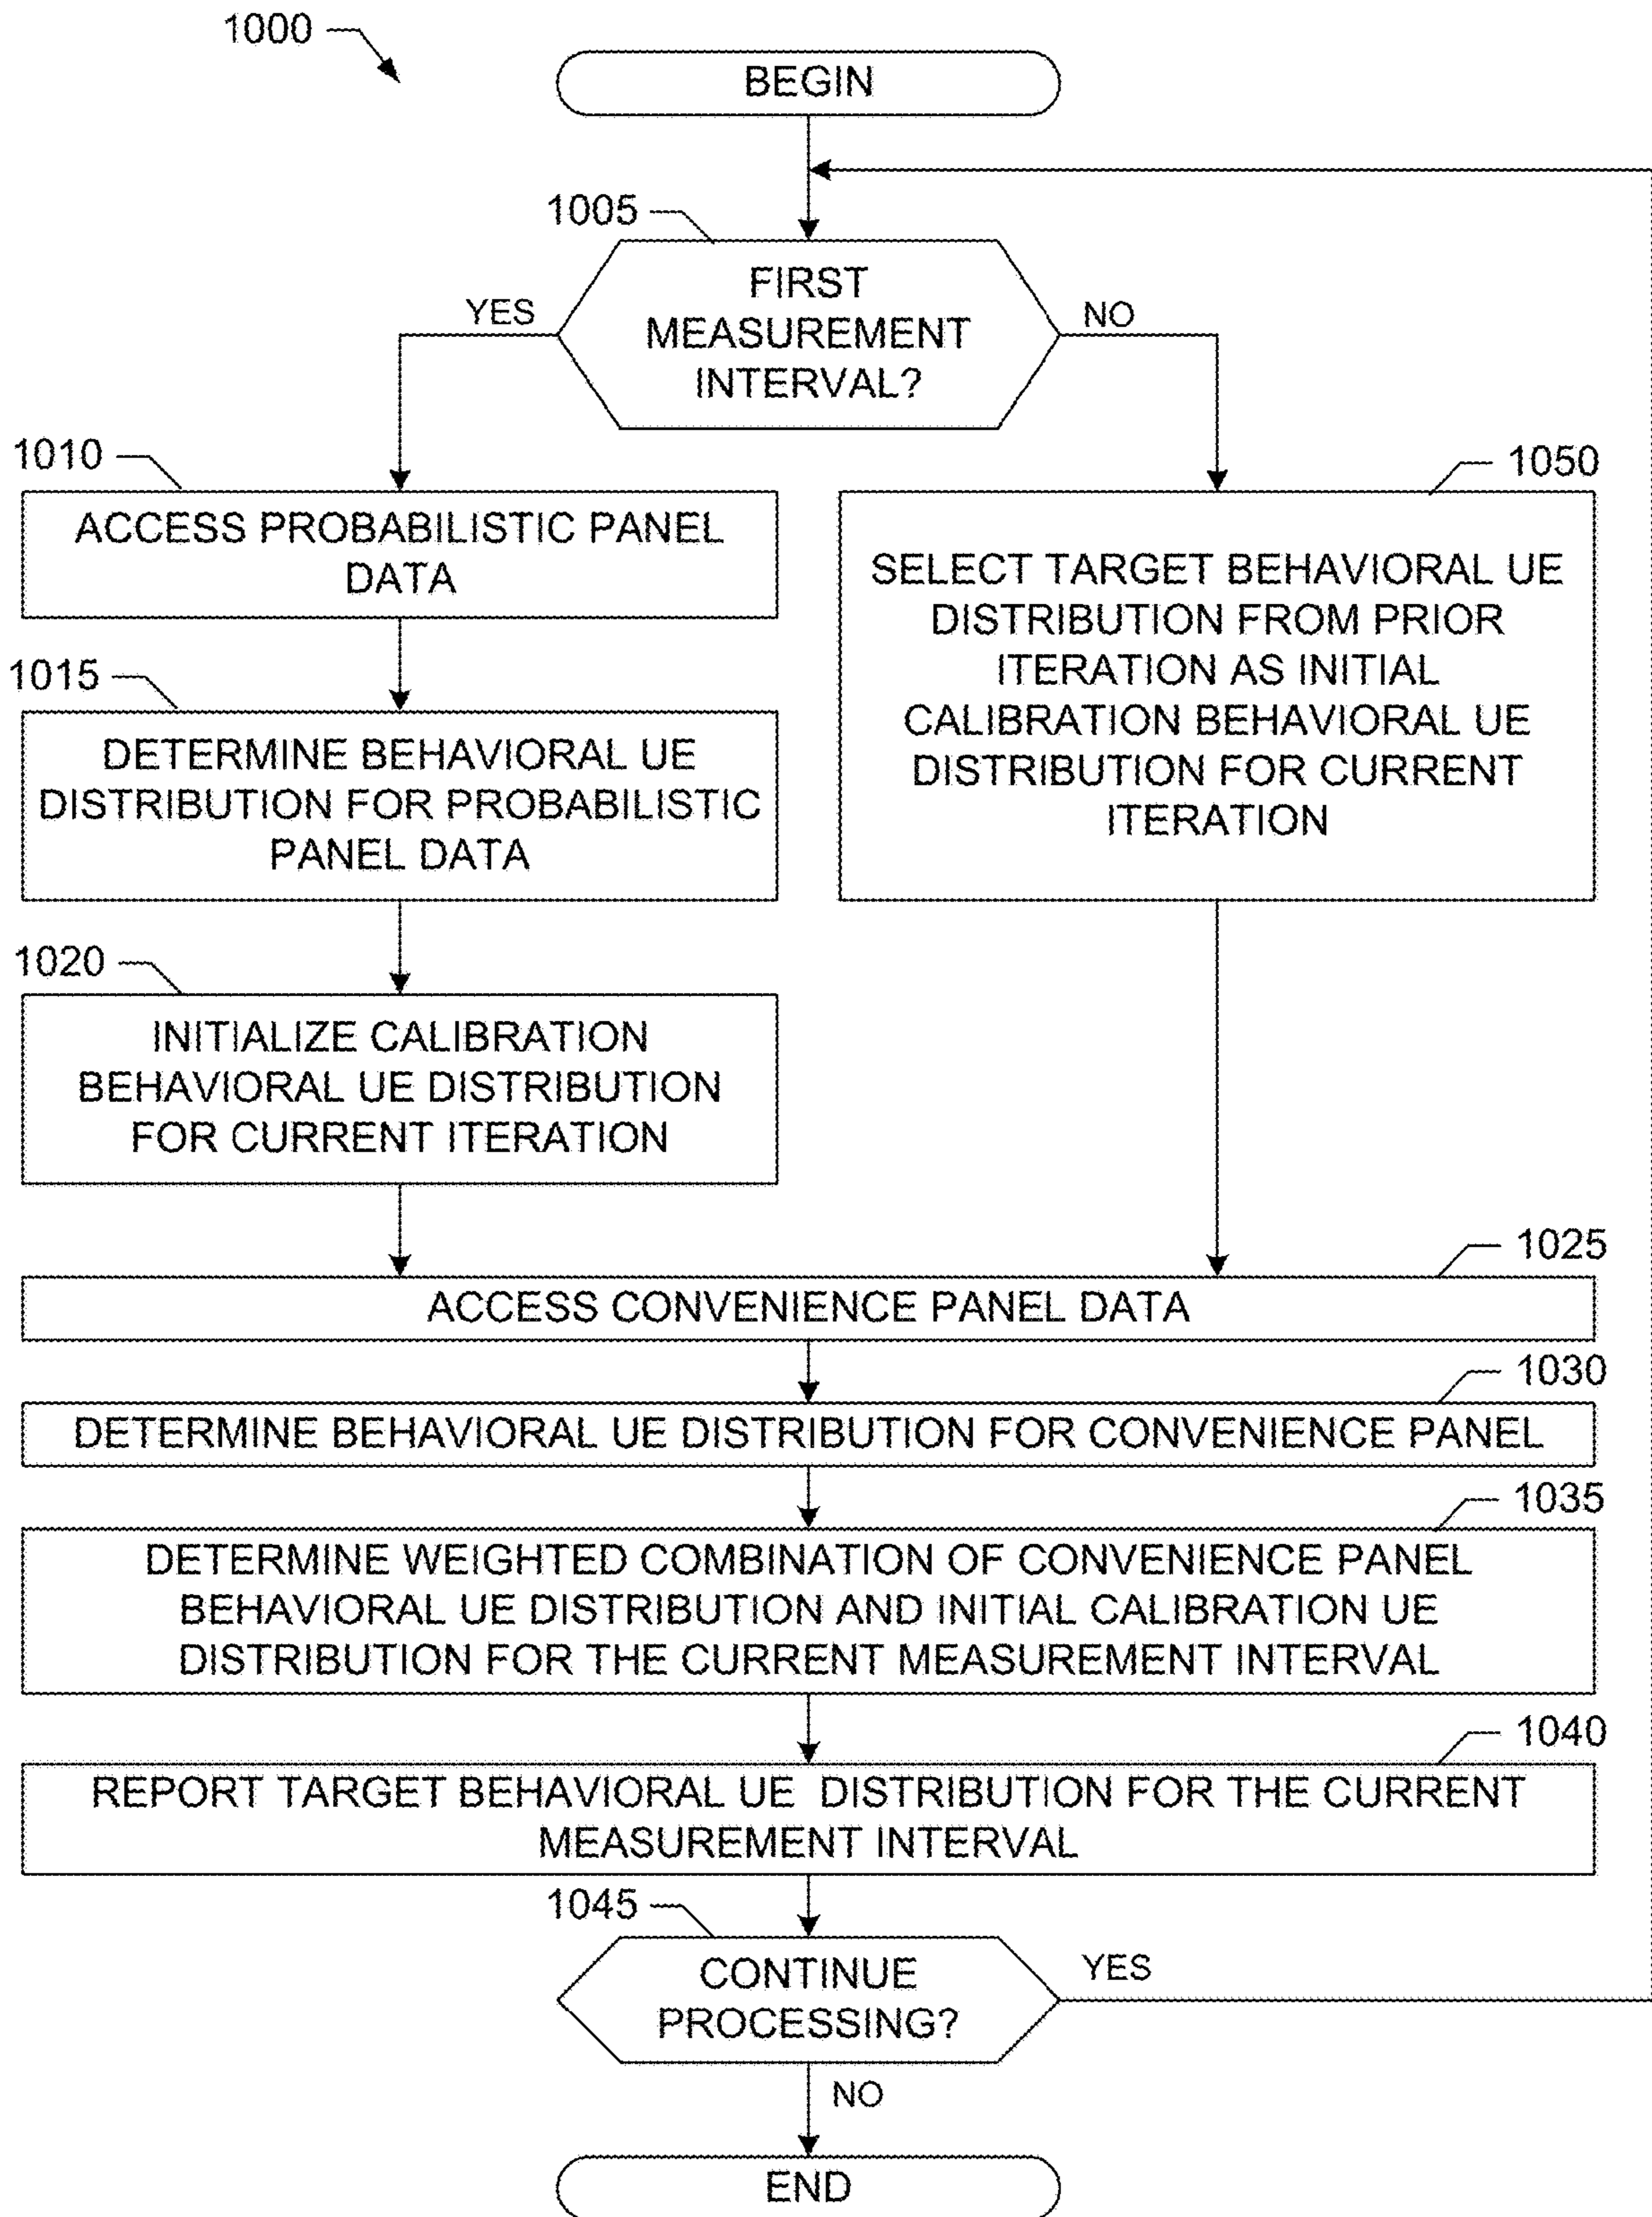 1000
BEGIN
1005
FIRST
MEASUREMENT
INTERVAL?
YES
NO
1010
ACCESS PROBABILISTIC PANEL
DATA
1015
DETERMINE BEHAVIORAL UE
DISTRIBUTION FOR PROBABILISTIC
PANEL DATA
1020
INITIALIZE CALIBRATION
BEHAVIORAL UE DISTRIBUTION
FOR CURRENT ITERATION
1050
SELECT TARGET BEHAVIORAL UE
DISTRIBUTION FROM PRIOR
ITERATION AS INITIAL
CALIBRATION BEHAVIORAL UE
DISTRIBUTION FOR CURRENT
ITERATION
1025
ACCESS CONVENIENCE PANEL DATA
1030
DETERMINE BEHAVIORAL UE DISTRIBUTION FOR CONVENIENCE PANEL
1035
DETERMINE WEIGHTED COMBINATION OF CONVENIENCE PANEL
BEHAVIORAL UE DISTRIBUTION AND INITIAL CALIBRATION UE
DISTRIBUTION FOR THE CURRENT MEASUREMENT INTERVAL
1040
REPORT TARGET BEHAVIORAL UE DISTRIBUTION FOR THE CURRENT
MEASUREMENT INTERVAL
1045
CONTINUE
PROCESSING?
YES
NO
END